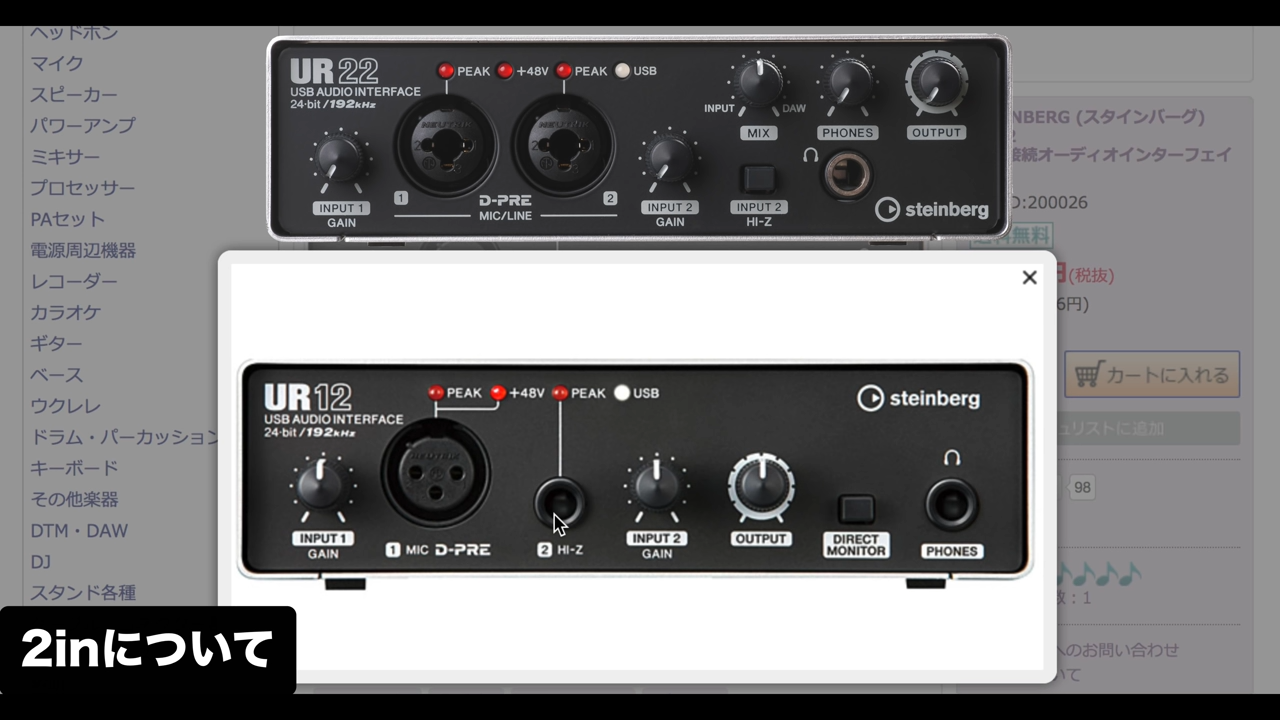 ヘッドホン
マイク
スピーカー
パワーアンプ
ミキサー
プロセッサー
PAセット
電源周辺機器
レコーダー
カラオケ
ギター
ベース
ウクレレ
ドラム・パーカッション
キーボード
その他楽器
DTM・DAW
DJ
スタンド各種
UR22
USB AUDIO INTERFACE
24-bit/192kHz
PEAK +48V PEAK USB
INPUT DAW
MIX PHONES OUTPUT
INPUT 1
GAIN
1 D-PRE 2
MIC/LINE
INPUT 2
GAIN
INPUT 2
HI-Z
steinberg
NBERG (スタインバーグ)
接続オーディオインターフェイ
D:200026
送料無料
(税抜)
6円)
カートに入れる
ュリストに追加
98
数:1
へのお問い合わせ
いて
×
UR12
USB AUDIO INTERFACE
24-bit/192kHz
PEAK +48V PEAK USB
steinberg
INPUT 1
GAIN
1 MIC D-PRE
2 HI-Z
INPUT 2
GAIN
OUTPUT
DIRECT
MONITOR
PHONES
2inについて